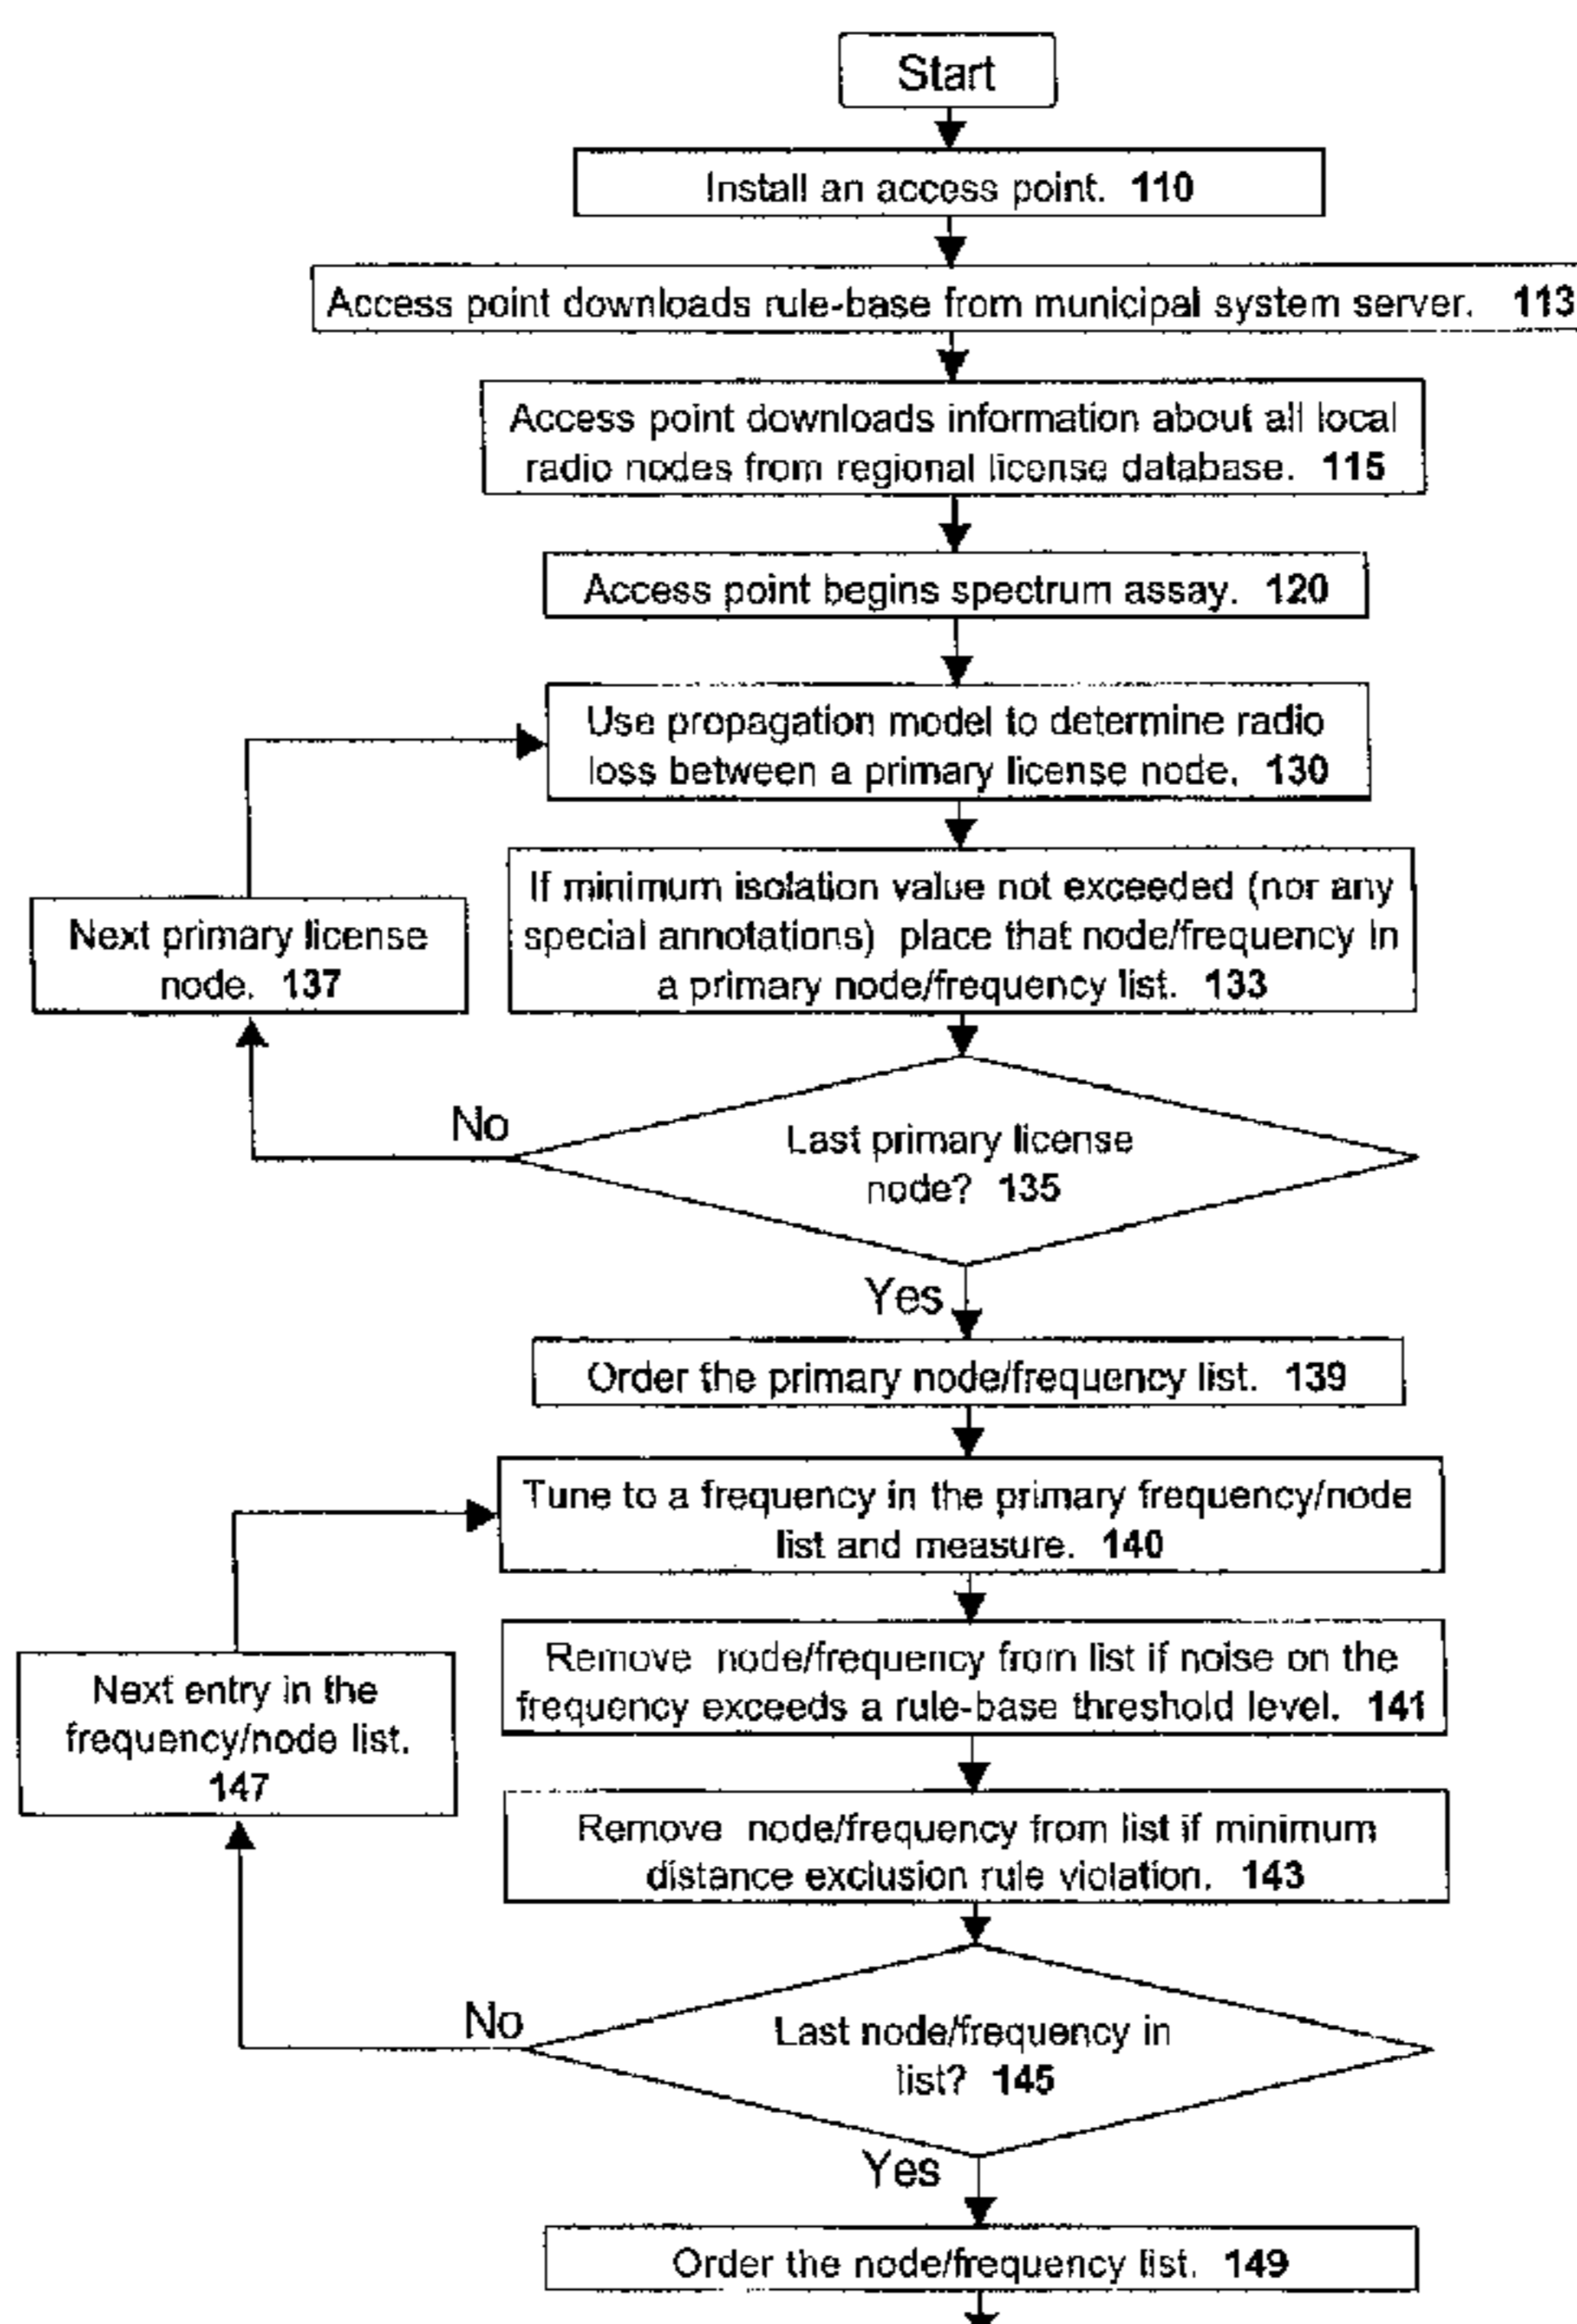 Start
Install an access point. 110
Access point downloads rule-base from municipal system server. 113
Access point downloads information about all local
radio nodes from regional license database. 115
Access point begins spectrum assay. 120
Use propagation model to determine radio
loss between a primary license node. 130
If minimum isolation value not exceeded (nor any
special annotations) place that node/frequency in
a primary node/frequency list. 133
Next primary license
node. 137
No
Last primary license
node? 135
Yes
Order the primary node/frequency list. 139
Tune to a frequency in the primary frequency/node
list and measure. 140
Remove node/frequency from list if noise on the
frequency exceeds a rule-base threshold level. 141
Next entry in the
frequency/node list.
147
Remove node/frequency from list if minimum
distance exclusion rule violation. 143
No
Last node/frequency in
list? 145
Yes
Order the node/frequency list. 149